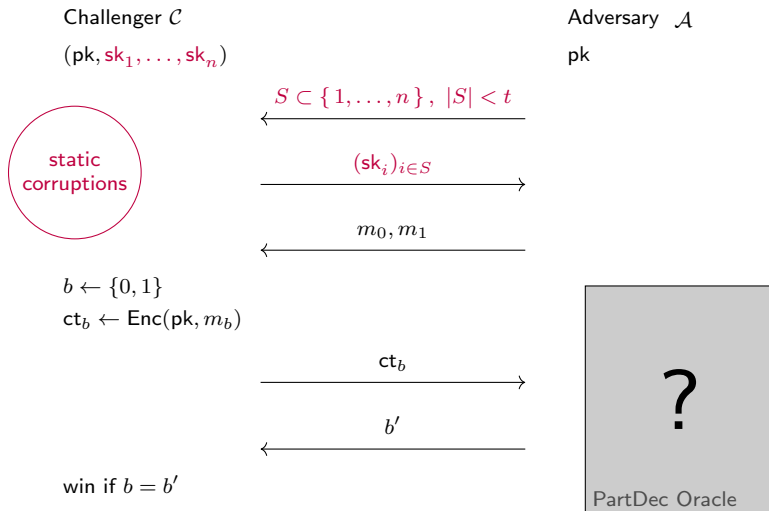 Challenger 𝒞
Adversary 𝒜
(pk, sk₁, . . . , skₙ)
pk
S ⊂ { 1, . . . , n } , |S| < t
static
corruptions
(skᵢ)ᵢ∈S
m₀, m₁
b ← {0, 1}
ct_b ← Enc(pk, m_b)
ct_b
?
b′
win if b = b′
PartDec Oracle